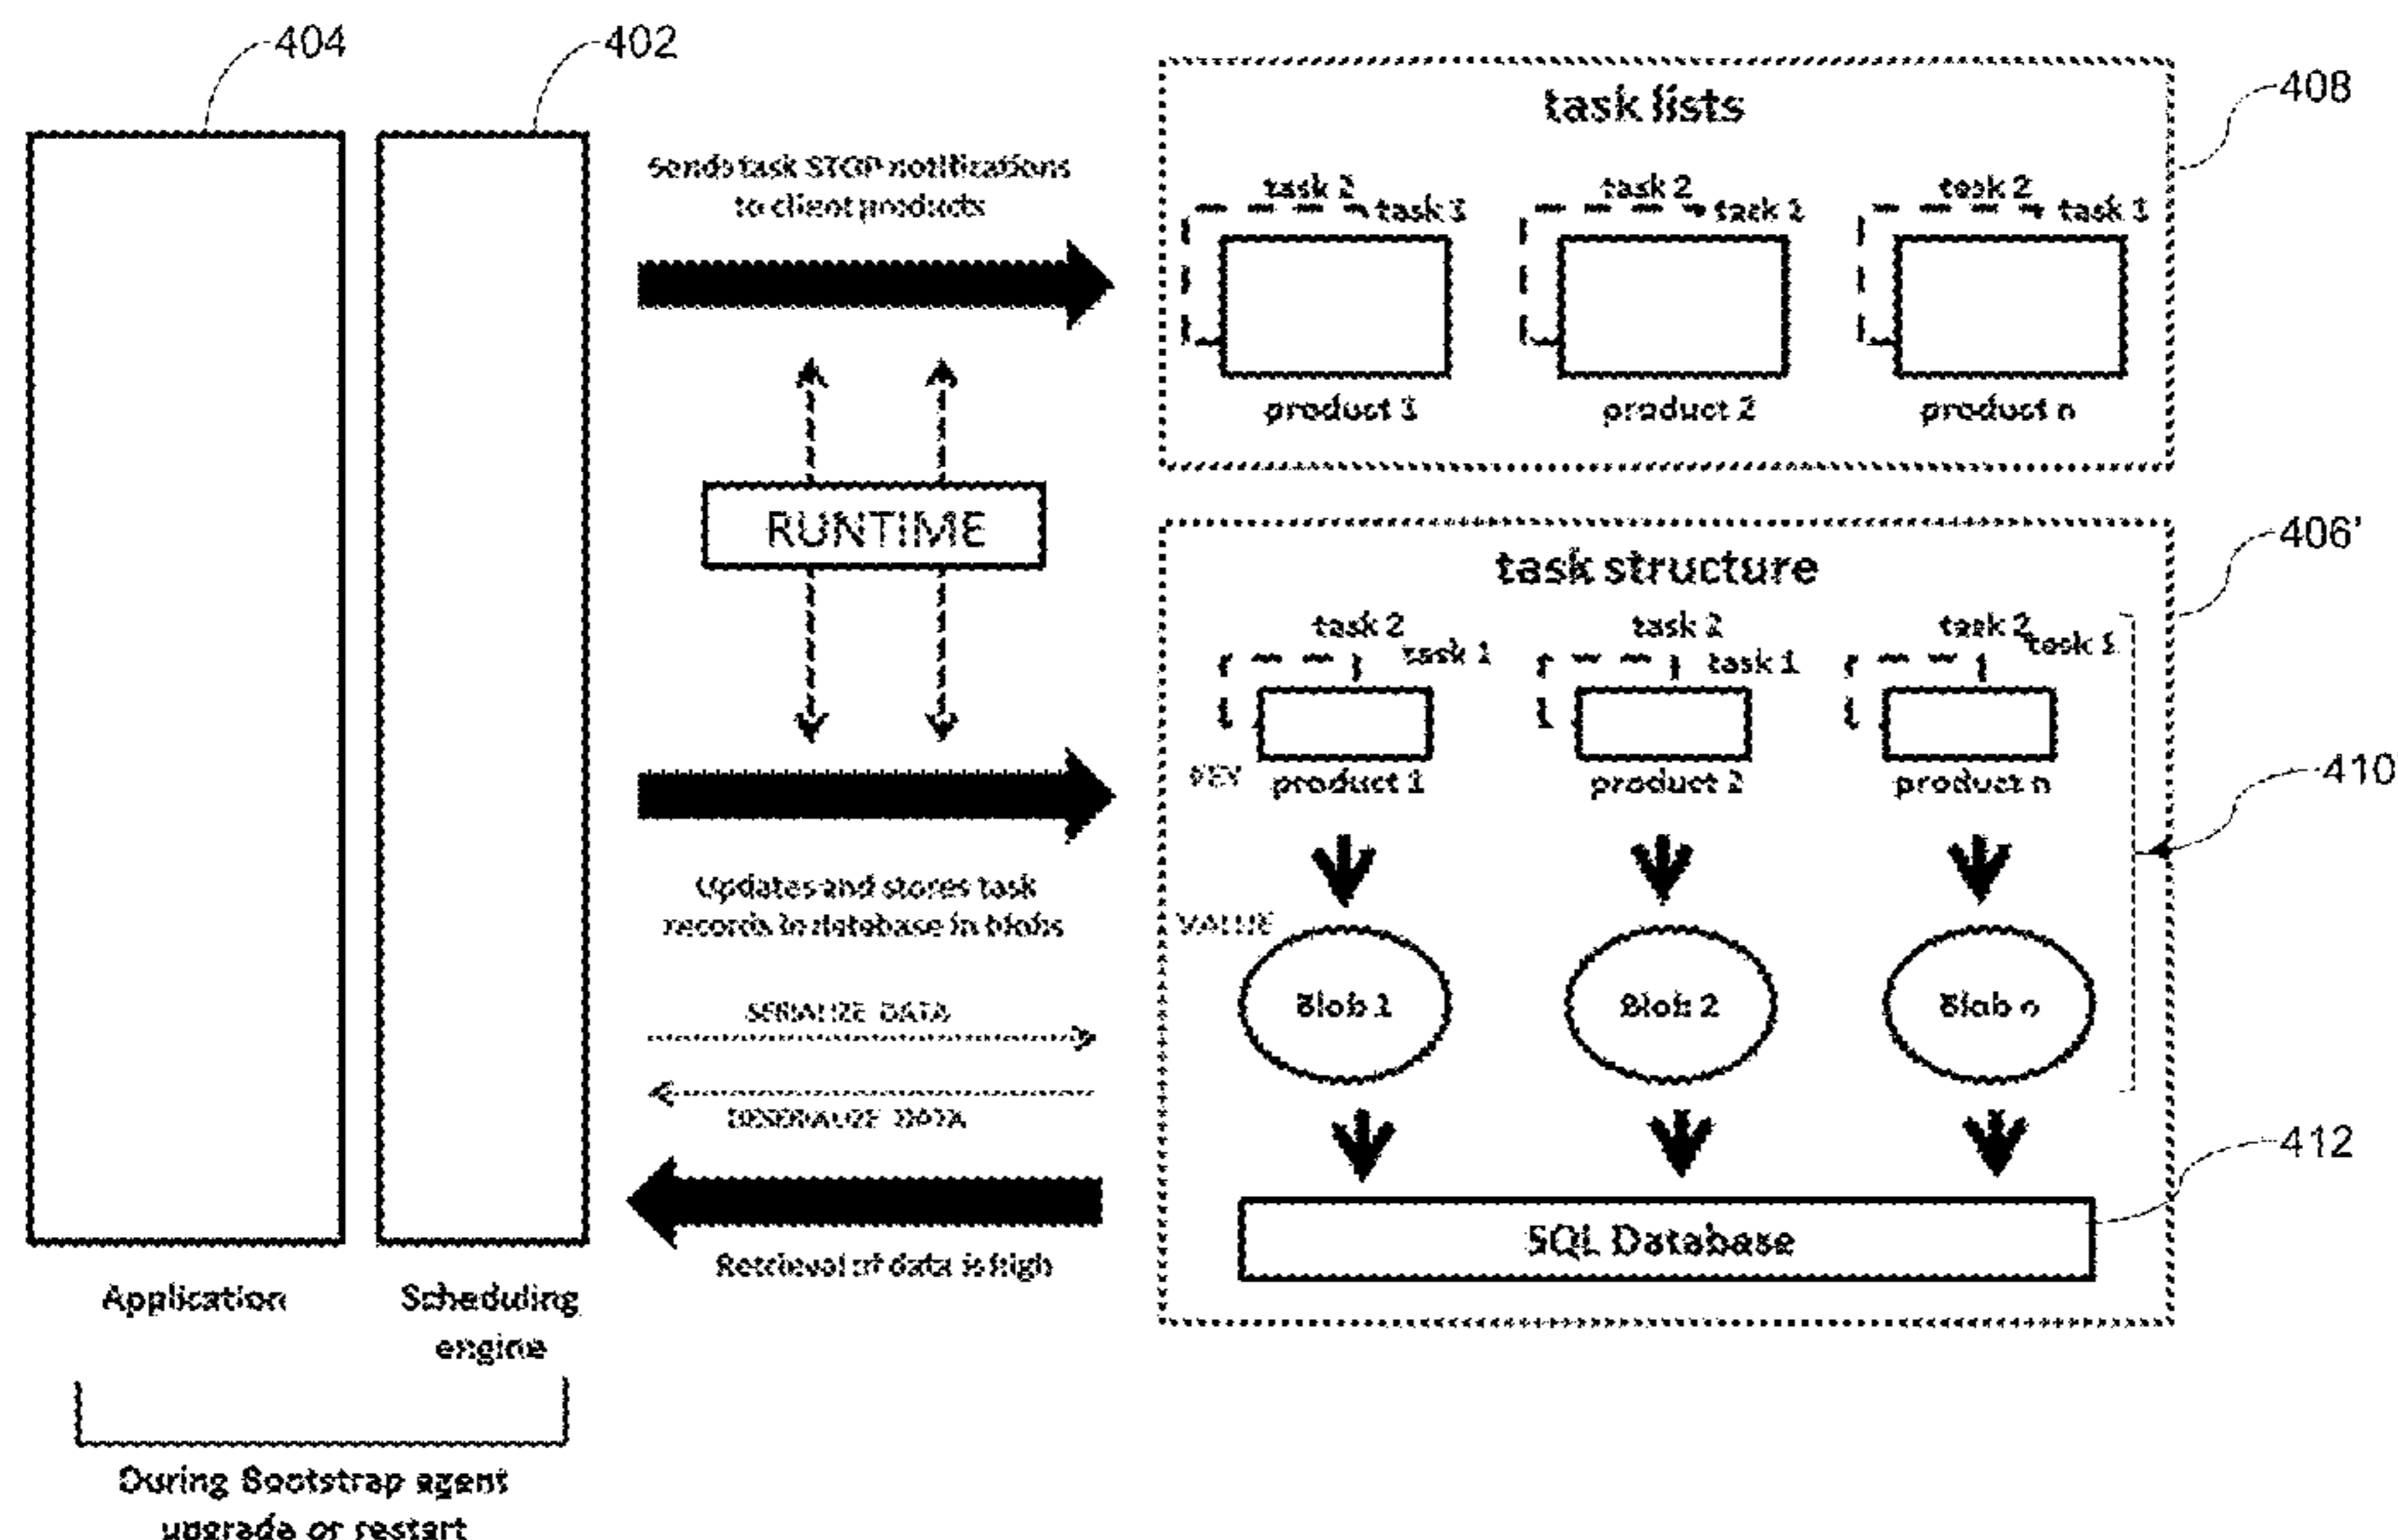 404
402
408
task lists
Sends task STOP notifications
to client products
task 2
task 1
task 2
task 1
task 2
task 1
product 1
product 2
product n
RUNTIME
406'
task structure
task 2
task 1
task 2
task 1
task 2
task 1
KEY
product 1
product 2
product n
410
Updates and stores task
records in database in blobs
VALUE
Blob 1
Blob 2
Blob n
SERIALIZE DATA
DESERIALIZE DATA
412
SQL Database
Retrieval of data is high
Application
Scheduling
engine
During Bootstrap agent
upgrade or restart